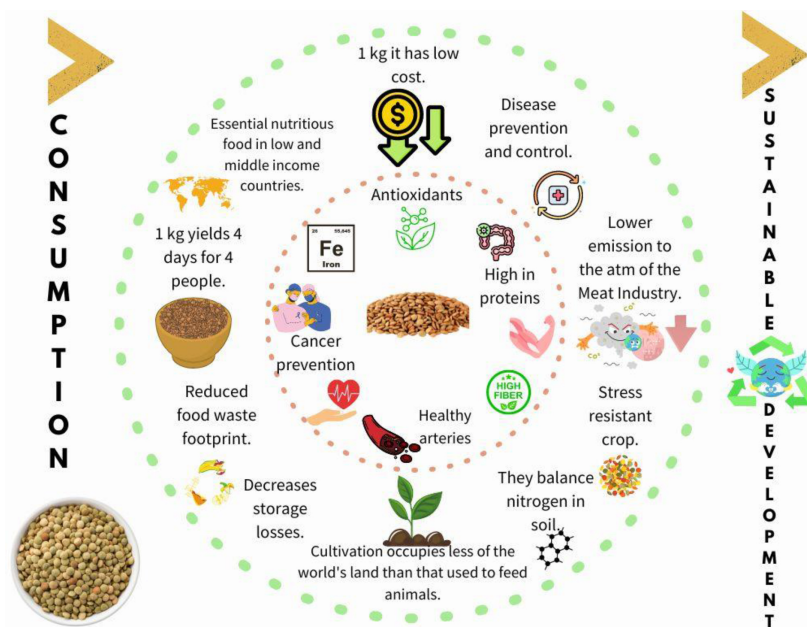 CONSUMPTION
1 kg it has low
cost.
Essential nutritious
food in low and
middle income
countries.
Disease
prevention
and control.
Antioxidants
26 55,845
Fe
Iron
1 kg yields 4
days for 4
people.
High in
proteins
Lower
emission to
the atm of the
Meat Industry.
Cancer
prevention
HIGH
FIBER
Healthy
arteries
Reduced
food waste
footprint.
Stress
resistant
crop.
Decreases
storage
losses.
They balance
nitrogen in
soil.
Cultivation occupies less of the
world's land than that used to feed
animals.
SUSTAINABLE DEVELOPMENT